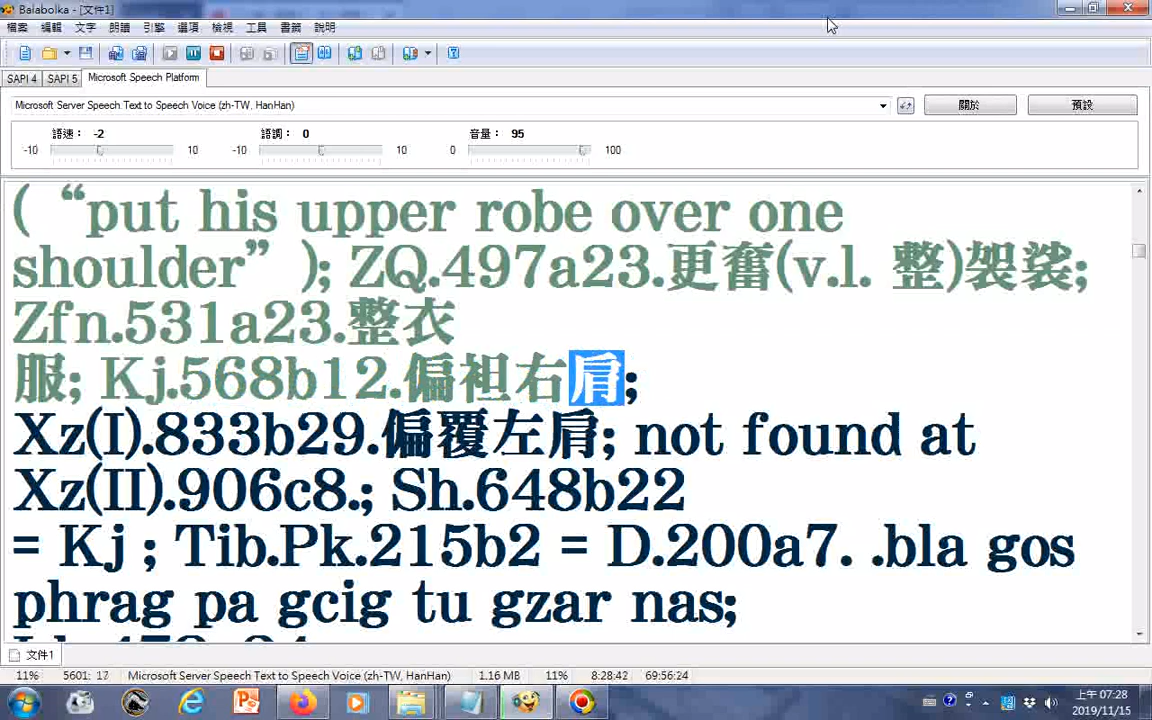 Balabolka - [文件1]
檔案 編輯 文字 朗讀 引擎 選項 檢視 工具 書籤 說明
SAPI 4 SAPI 5 Microsoft Speech Platform
Microsoft Server Speech Text to Speech Voice (zh-TW, HanHan) 關於 預設
語速： -2 語調： 0 音量： 95
-10 10 -10 10 0 100
(“put his upper robe over one
shoulder”); ZQ.497a23.更奮(v.l. 整)袈裟;
Zfn.531a23.整衣
服; Kj.568b12.偏袒右肩;
Xz(I).833b29.偏覆左肩; not found at
Xz(II).906c8.; Sh.648b22
= Kj ; Tib.Pk.215b2 = D.200a7. .bla gos
phrag pa gcig tu gzar nas;
文件1
11% 5601: 17 Microsoft Server Speech Text to Speech Voice (zh-TW, HanHan) 1.16 MB 11% 8:28:42 69:56:24
上午 07:28
2019/11/15